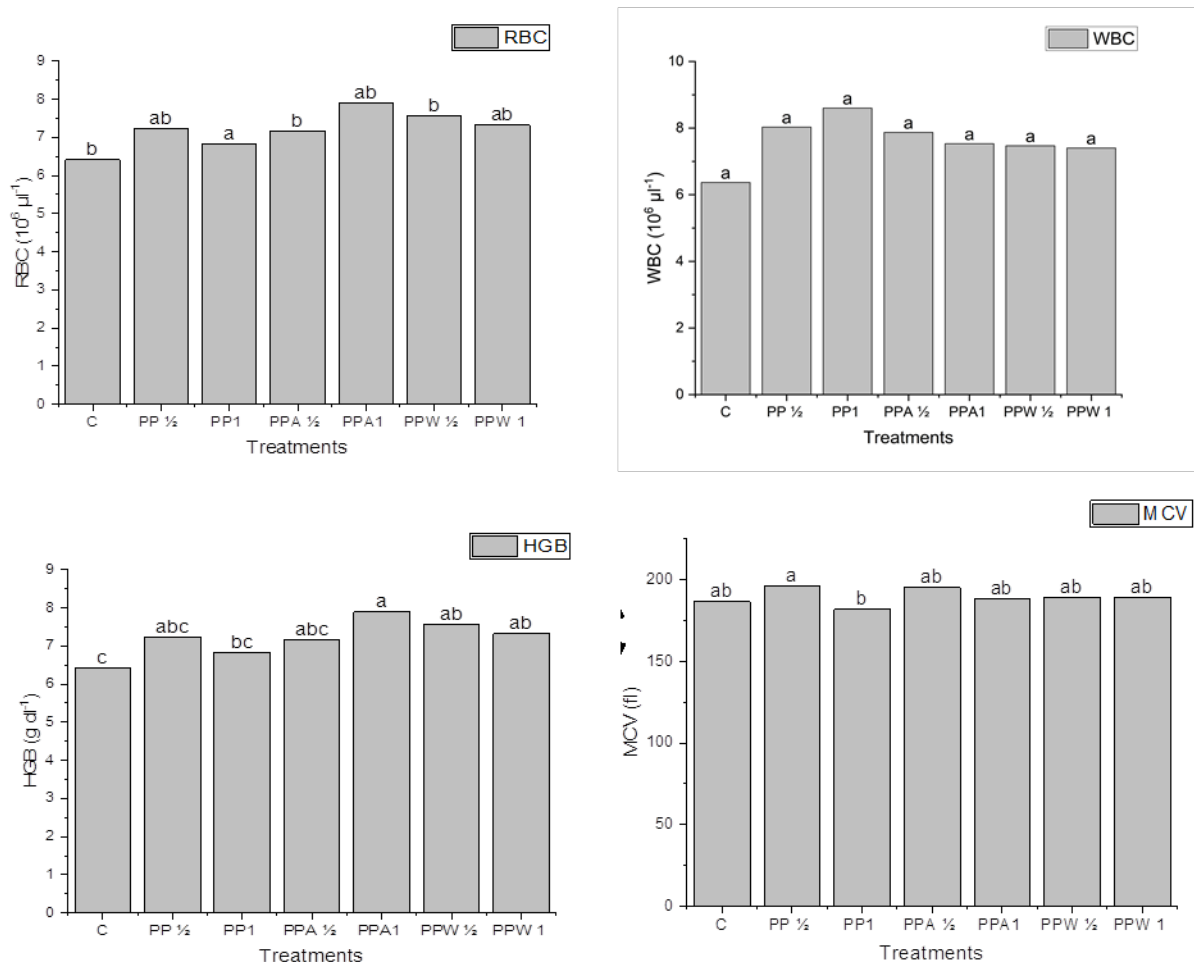 RBC
9
8
7
6
5
4
3
2
1
0
b
ab
a
b
ab
b
ab
RBC (10⁶ µl⁻¹)
C
PP ½
PP1
PPA ½
PPA1
PPW ½
PPW 1
Treatments
WBC
10
8
6
4
2
0
a
a
a
a
a
a
a
WBC (10⁶ µl⁻¹)
C
PP ½
PP1
PPA ½
PPA1
PPW ½
PPW 1
Treatments
HGB
9
8
7
6
5
4
3
2
1
0
c
abc
bc
abc
a
ab
ab
HGB (g dl⁻¹)
C
PP ½
PP1
PPA ½
PPA1
PPW ½
PPW 1
Treatments
MCV
200
150
100
50
0
ab
a
b
ab
ab
ab
ab
MCV (fl)
C
PP ½
PP1
PPA ½
PPA1
PPW ½
PPW 1
Treatments